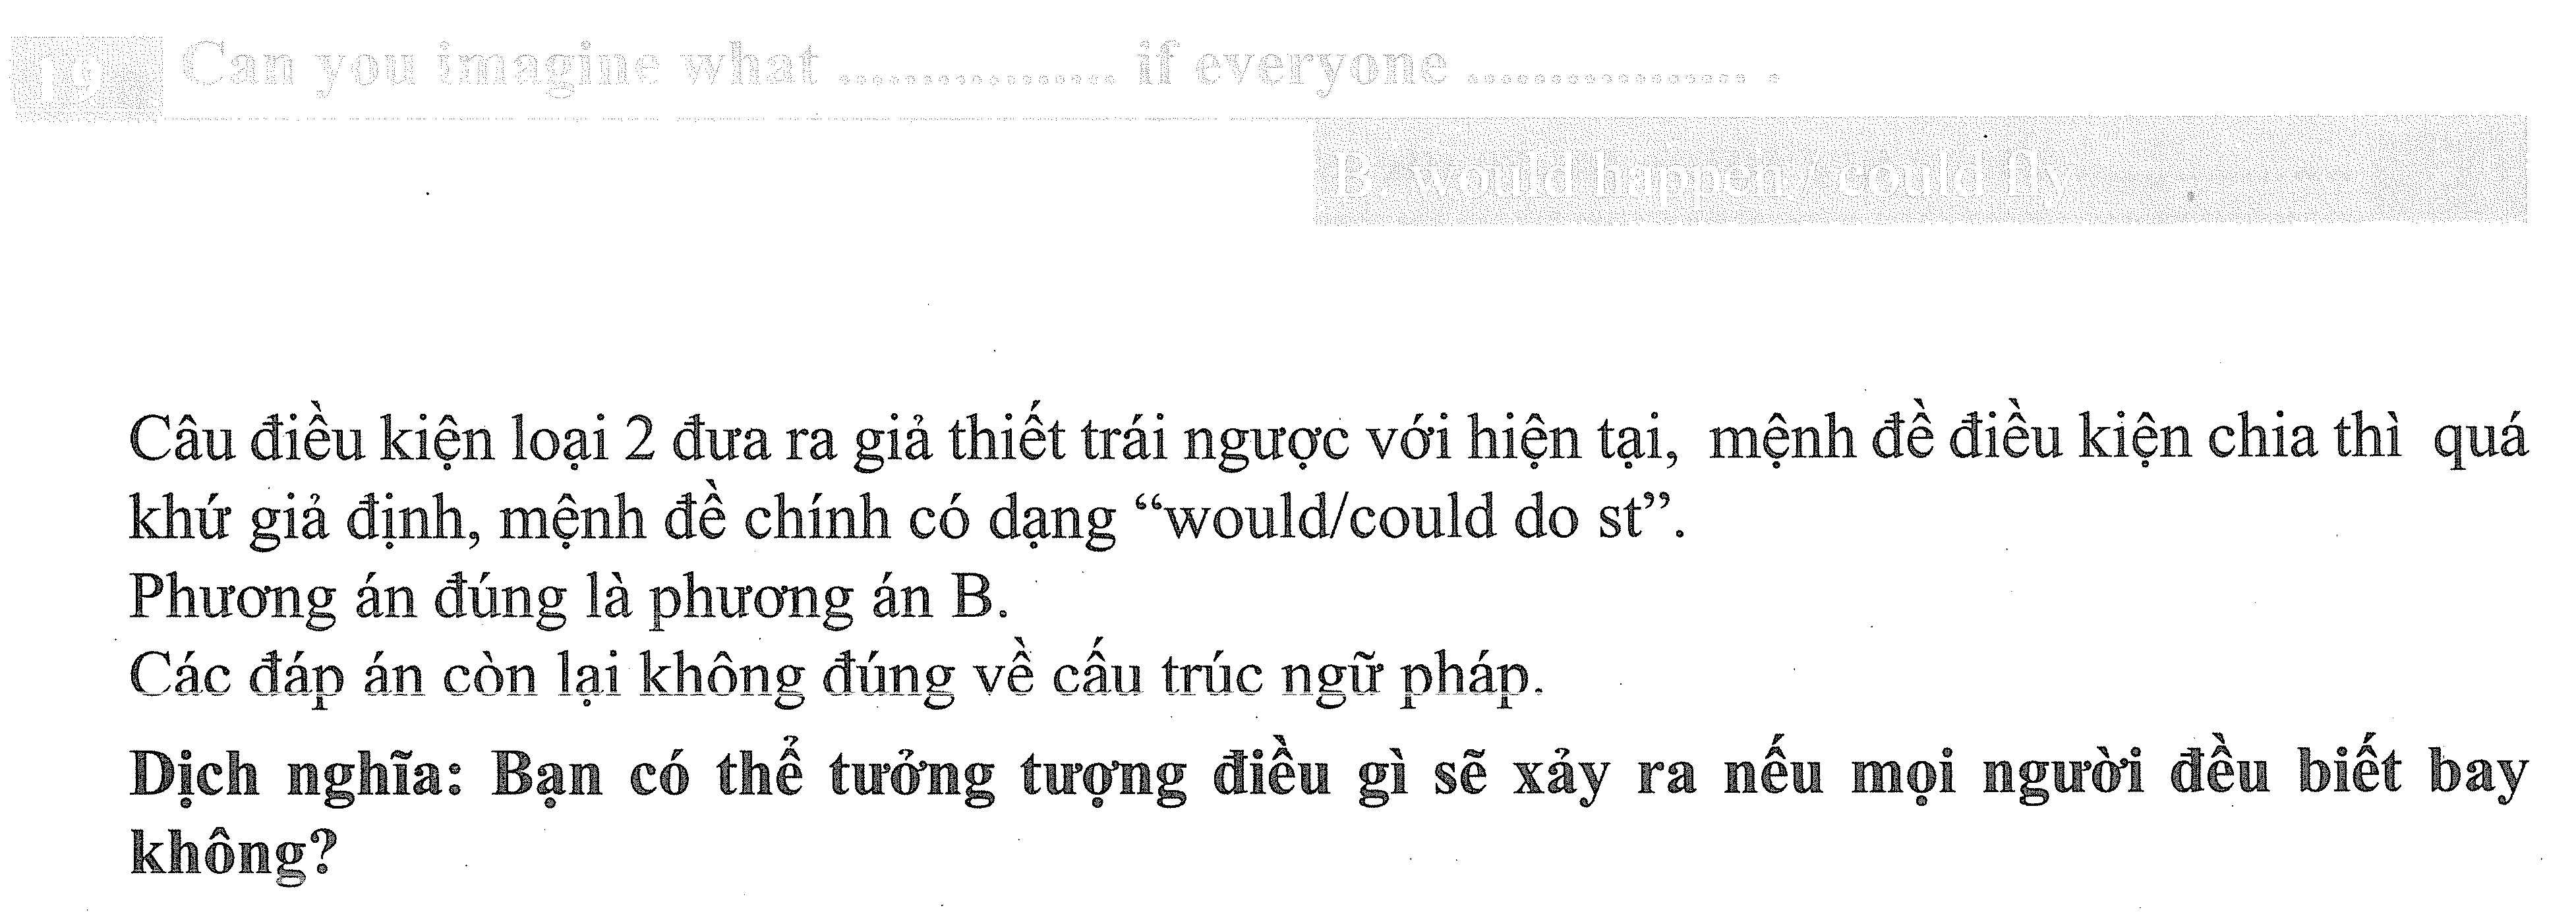 19 Can you imagine what ................. if everyone ................. .
B. would happen / could fly
Câu điều kiện loại 2 đưa ra giả thiết trái ngược với hiện tại, mệnh đề điều kiện chia thì quá
khứ giả định, mệnh đề chính có dạng “would/could do st”.
Phương án đúng là phương án B.
Các đáp án còn lại không đúng về cấu trúc ngữ pháp.
Dịch nghĩa: Bạn có thể tưởng tượng điều gì sẽ xảy ra nếu mọi người đều biết bay
không?